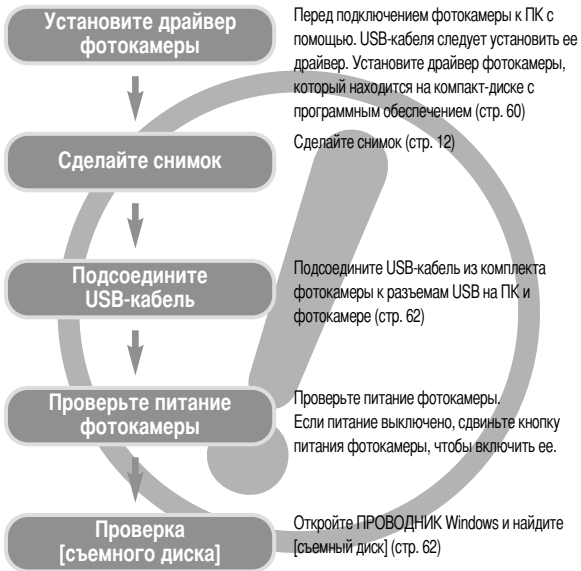 Установите драйвер
фотокамеры
Перед подключением фотокамеры к ПК с
помощью. USB-кабеля следует установить ее
драйвер. Установите драйвер фотокамеры,
который находится на компакт-диске с
программным обеспечением (стр. 60)
Сделайте снимок
Сделайте снимок (стр. 12)
Подсоедините
USB-кабель
Подсоедините USB-кабель из комплекта
фотокамеры к разъемам USB на ПК и
фотокамере (стр. 62)
Проверьте питание
фотокамеры
Проверьте питание фотокамеры.
Если питание выключено, сдвиньте кнопку
питания фотокамеры, чтобы включить ее.
Проверка
[съемного диска]
Откройте ПРОВОДНИК Windows и найдите
[съемный диск] (стр. 62)